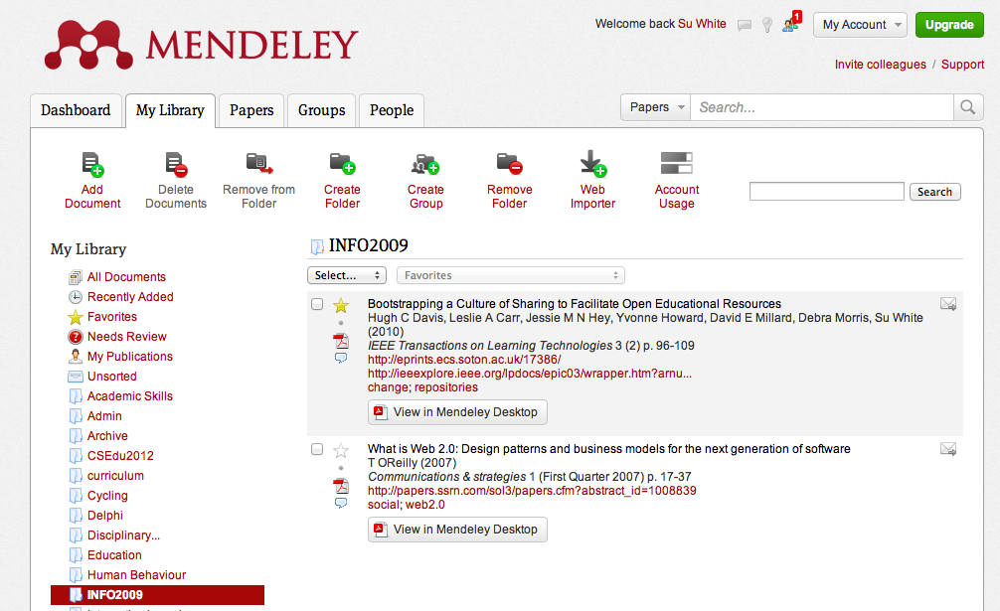 MENDELEY
Welcome back Su White
1
My Account
Upgrade
Invite colleagues / Support
Dashboard
My Library
Papers
Groups
People
Papers
Search...
Add Document
Delete Documents
Remove from Folder
Create Folder
Create Group
Remove Folder
Web Importer
Account Usage
Search
My Library
All Documents
Recently Added
Favorites
Needs Review
My Publications
Unsorted
Academic Skills
Admin
Archive
CSEdu2012
curriculum
Cycling
Delphi
Disciplinary...
Education
Human Behaviour
INFO2009
INFO2009
Select...
Favorites
Bootstrapping a Culture of Sharing to Facilitate Open Educational Resources
Hugh C Davis, Leslie A Carr, Jessie M N Hey, Yvonne Howard, David E Millard, Debra Morris, Su White
(2010)
IEEE Transactions on Learning Technologies 3 (2) p. 96-109
http://eprints.ecs.soton.ac.uk/17386/
http://ieeexplore.ieee.org/lpdocs/epic03/wrapper.htm?arnu...
change; repositories
View in Mendeley Desktop
What is Web 2.0: Design patterns and business models for the next generation of software
T OReilly (2007)
Communications & strategies 1 (First Quarter 2007) p. 17-37
http://papers.ssrn.com/sol3/papers.cfm?abstract_id=1008839
social; web2.0
View in Mendeley Desktop